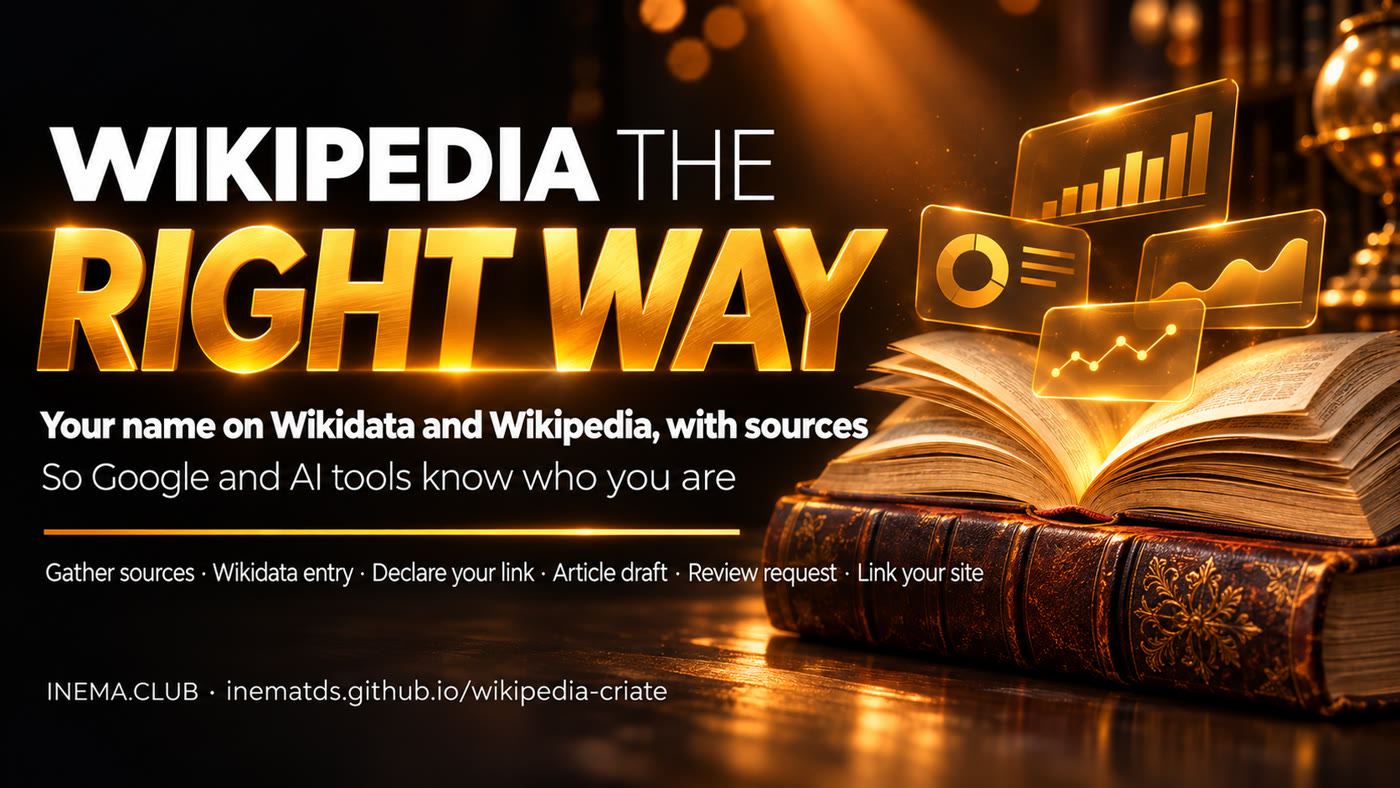 WIKIPEDIA THE
RIGHT WAY
Your name on Wikidata and Wikipedia, with sources
So Google and AI tools know who you are
Gather sources · Wikidata entry · Declare your link · Article draft · Review request · Link your site
INEMA.CLUB · inematds.github.io/wikipedia-criate